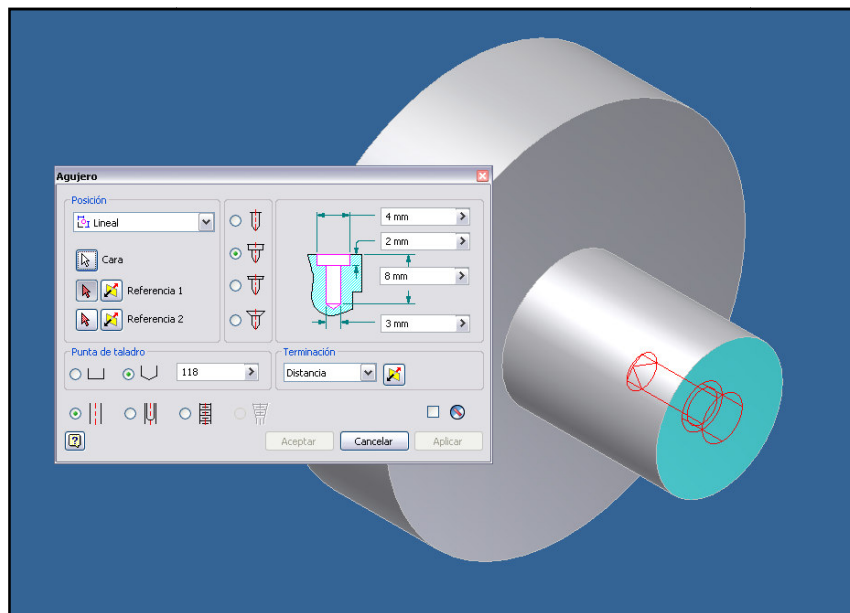 Agujero
Posición
Lineal
Cara
Referencia 1
Referencia 2
4 mm
2 mm
8 mm
3 mm
Punta de taladro
118
Terminación
Distancia
Aceptar
Cancelar
Aplicar